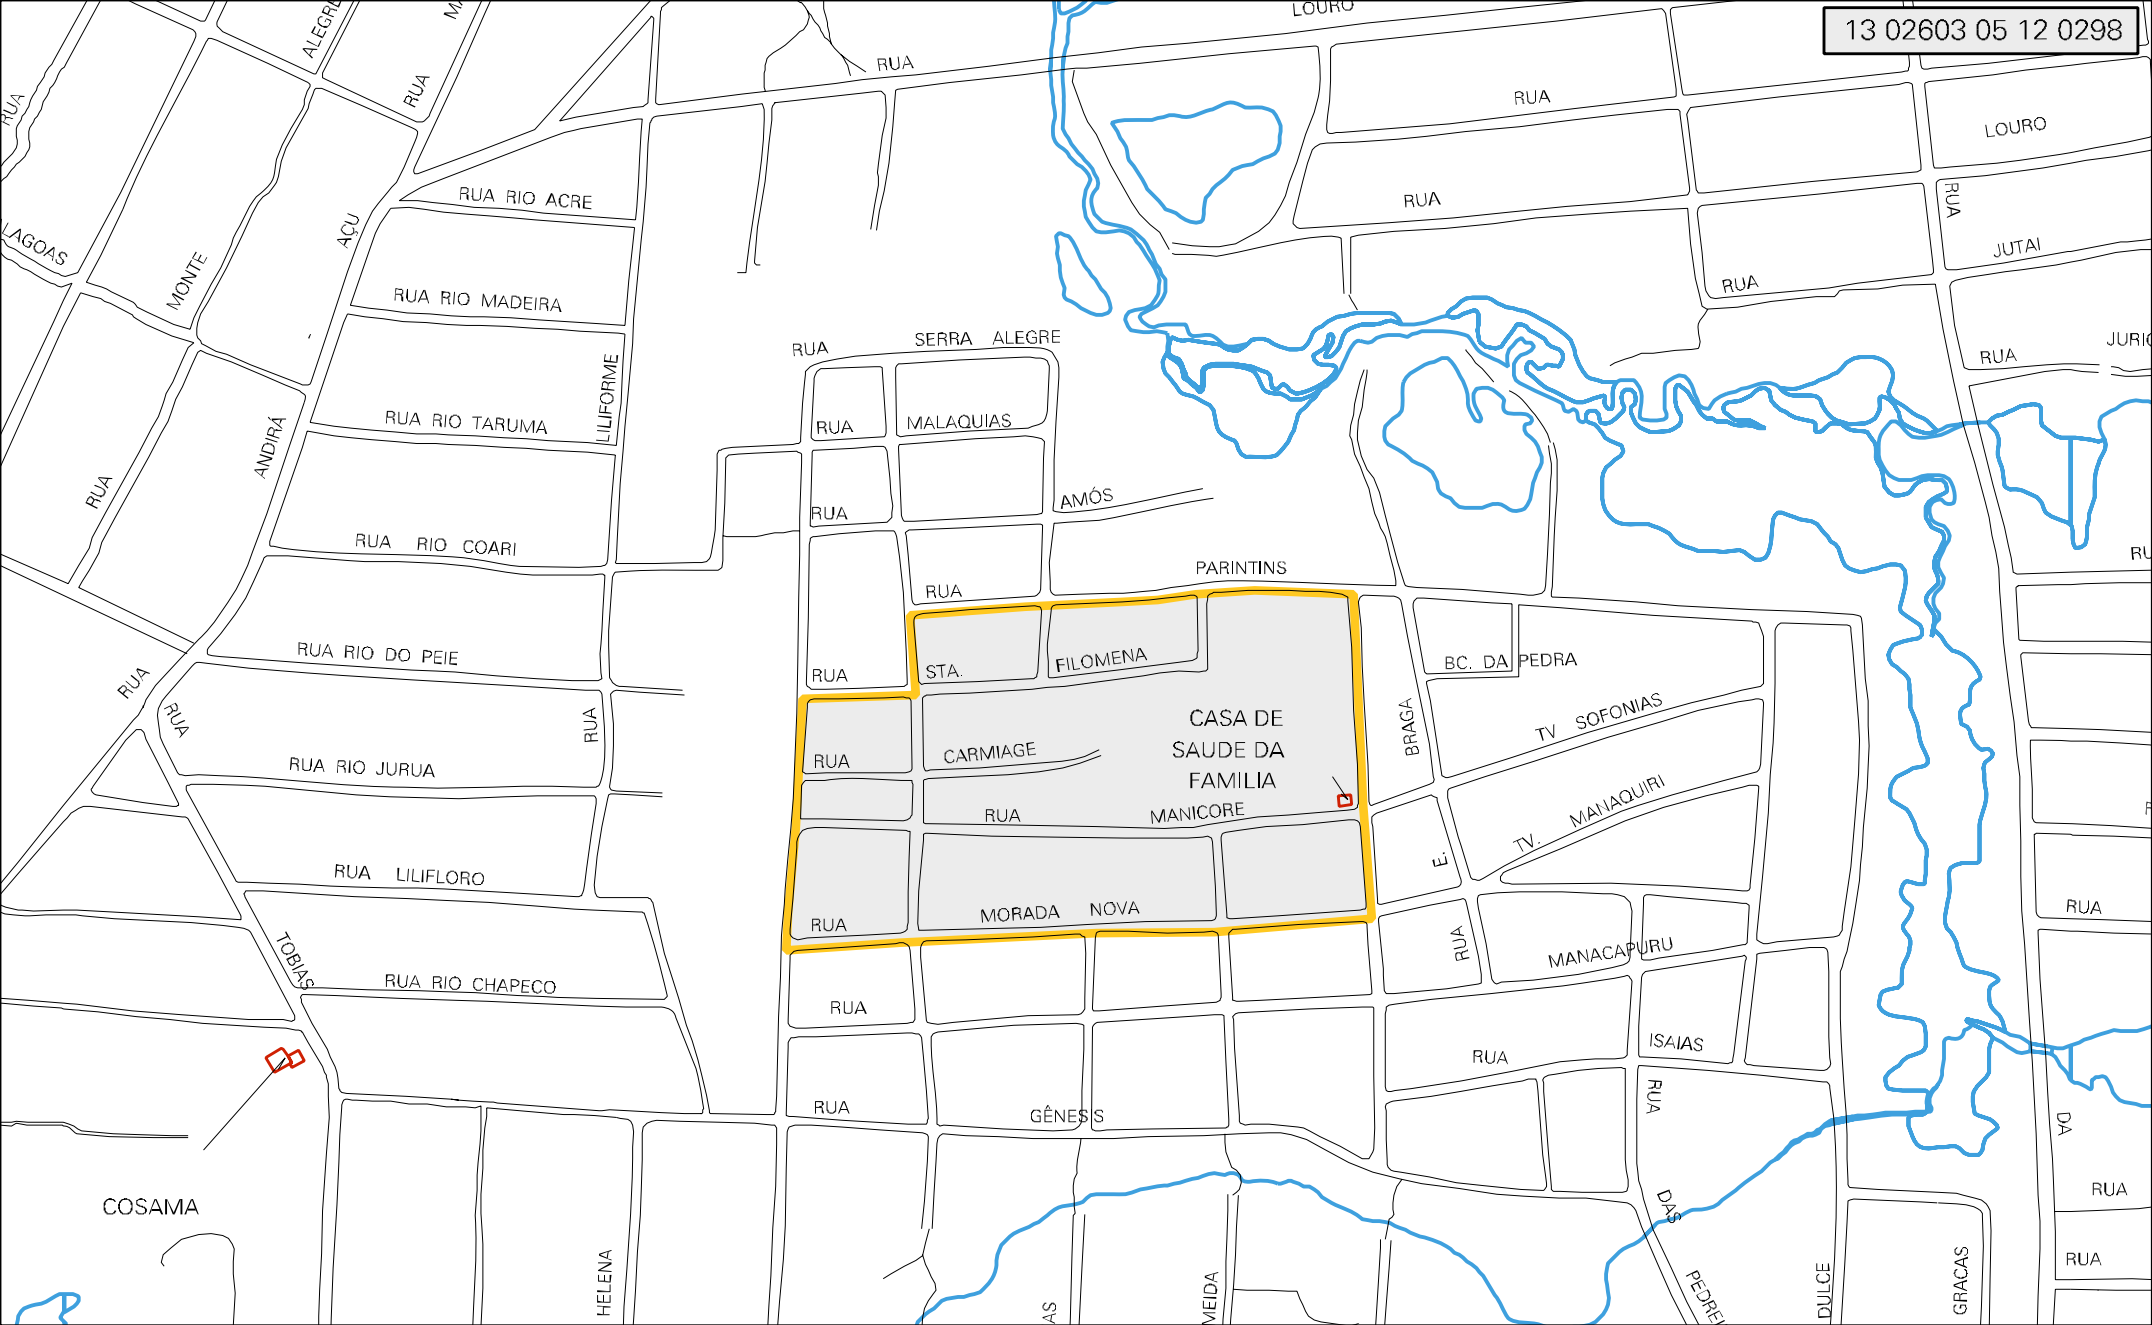 LOURO
13 02603 05 12 0298
ALEGRE
RUA
RUA
RUA
RUA
LOURO
RUA RIO ACRE
RUA
RUA
AÇU
LAGOAS
MONTE
JUTAI
RUA
RUA RIO MADEIRA
SERRA ALEGRE
RUA
RUA
LILIFORME
RUA RIO TARUMA
RUA
MALAQUIAS
ANDIRÁ
RUA
AMÓS
RUA
RUA RIO COARI
PARINTINS
RUA
RUA RIO DO PEIE
STA.
FILOMENA
BC. DA PEDRA
RUA
RUA
RUA
RUA
BRAGA
TV SOFONIAS
CASA DE
SAUDE DA
FAMILIA
RUA
CARMIAGE
RUA RIO JURUA
RUA
MANICORE
TV. MANAQUIRI
E.
RUA LILIFLORO
RUA
MORADA NOVA
RUA
RUA
TOBIAS
MANACAPURU
RUA RIO CHAPECO
RUA
RUA
ISAIAS
RUA
RUA
GÊNESIS
DA
COSAMA
RUA
DAS
HELENA
RUA
DULCE
GRACAS